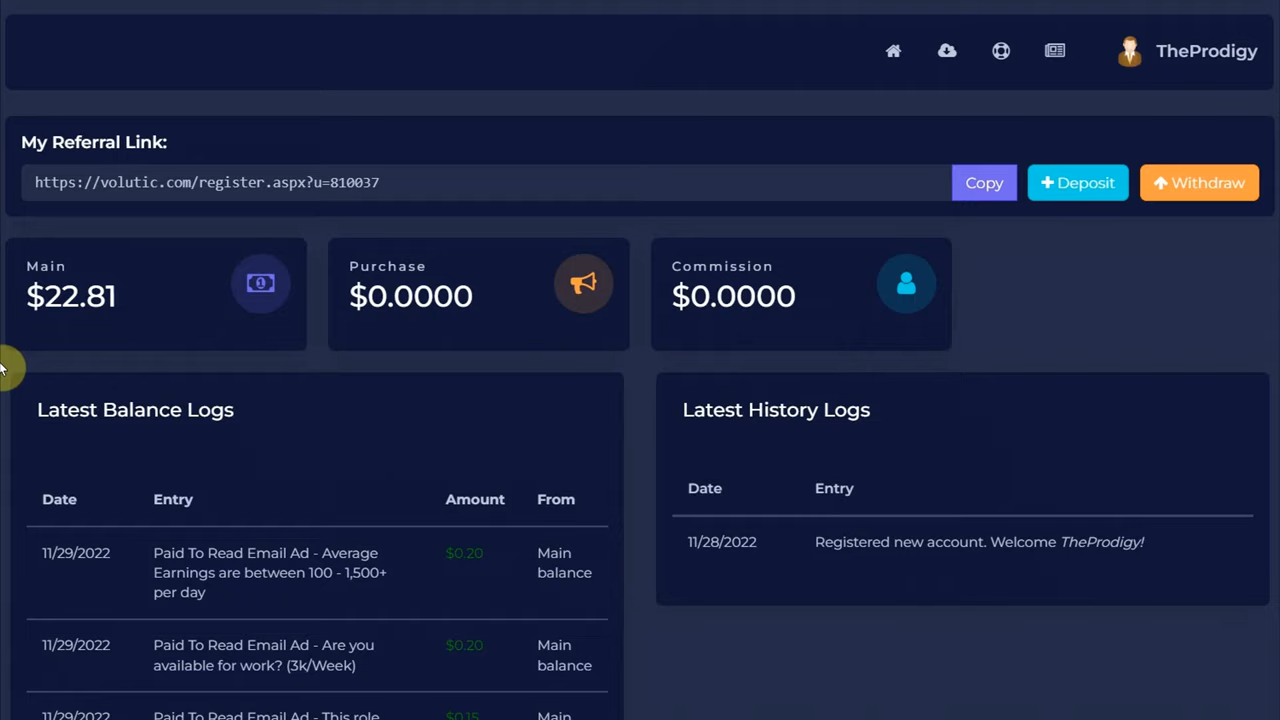 TheProdigy
My Referral Link:
https://volutic.com/register.aspx?u=810037
Copy
Deposit
Withdraw
Main
$22.81
Purchase
$0.0000
Commission
$0.0000
Latest Balance Logs
Date Entry Amount From
11/29/2022 Paid To Read Email Ad - Average $0.20 Main
Earnings are between 100 - 1,500+ balance
per day
11/29/2022 Paid To Read Email Ad - Are you $0.20 Main
available for work? (3k/Week) balance
11/29/2022 Paid To Read Email Ad - This role $0.15 Main
Latest History Logs
Date Entry
11/28/2022 Registered new account. Welcome TheProdigy!